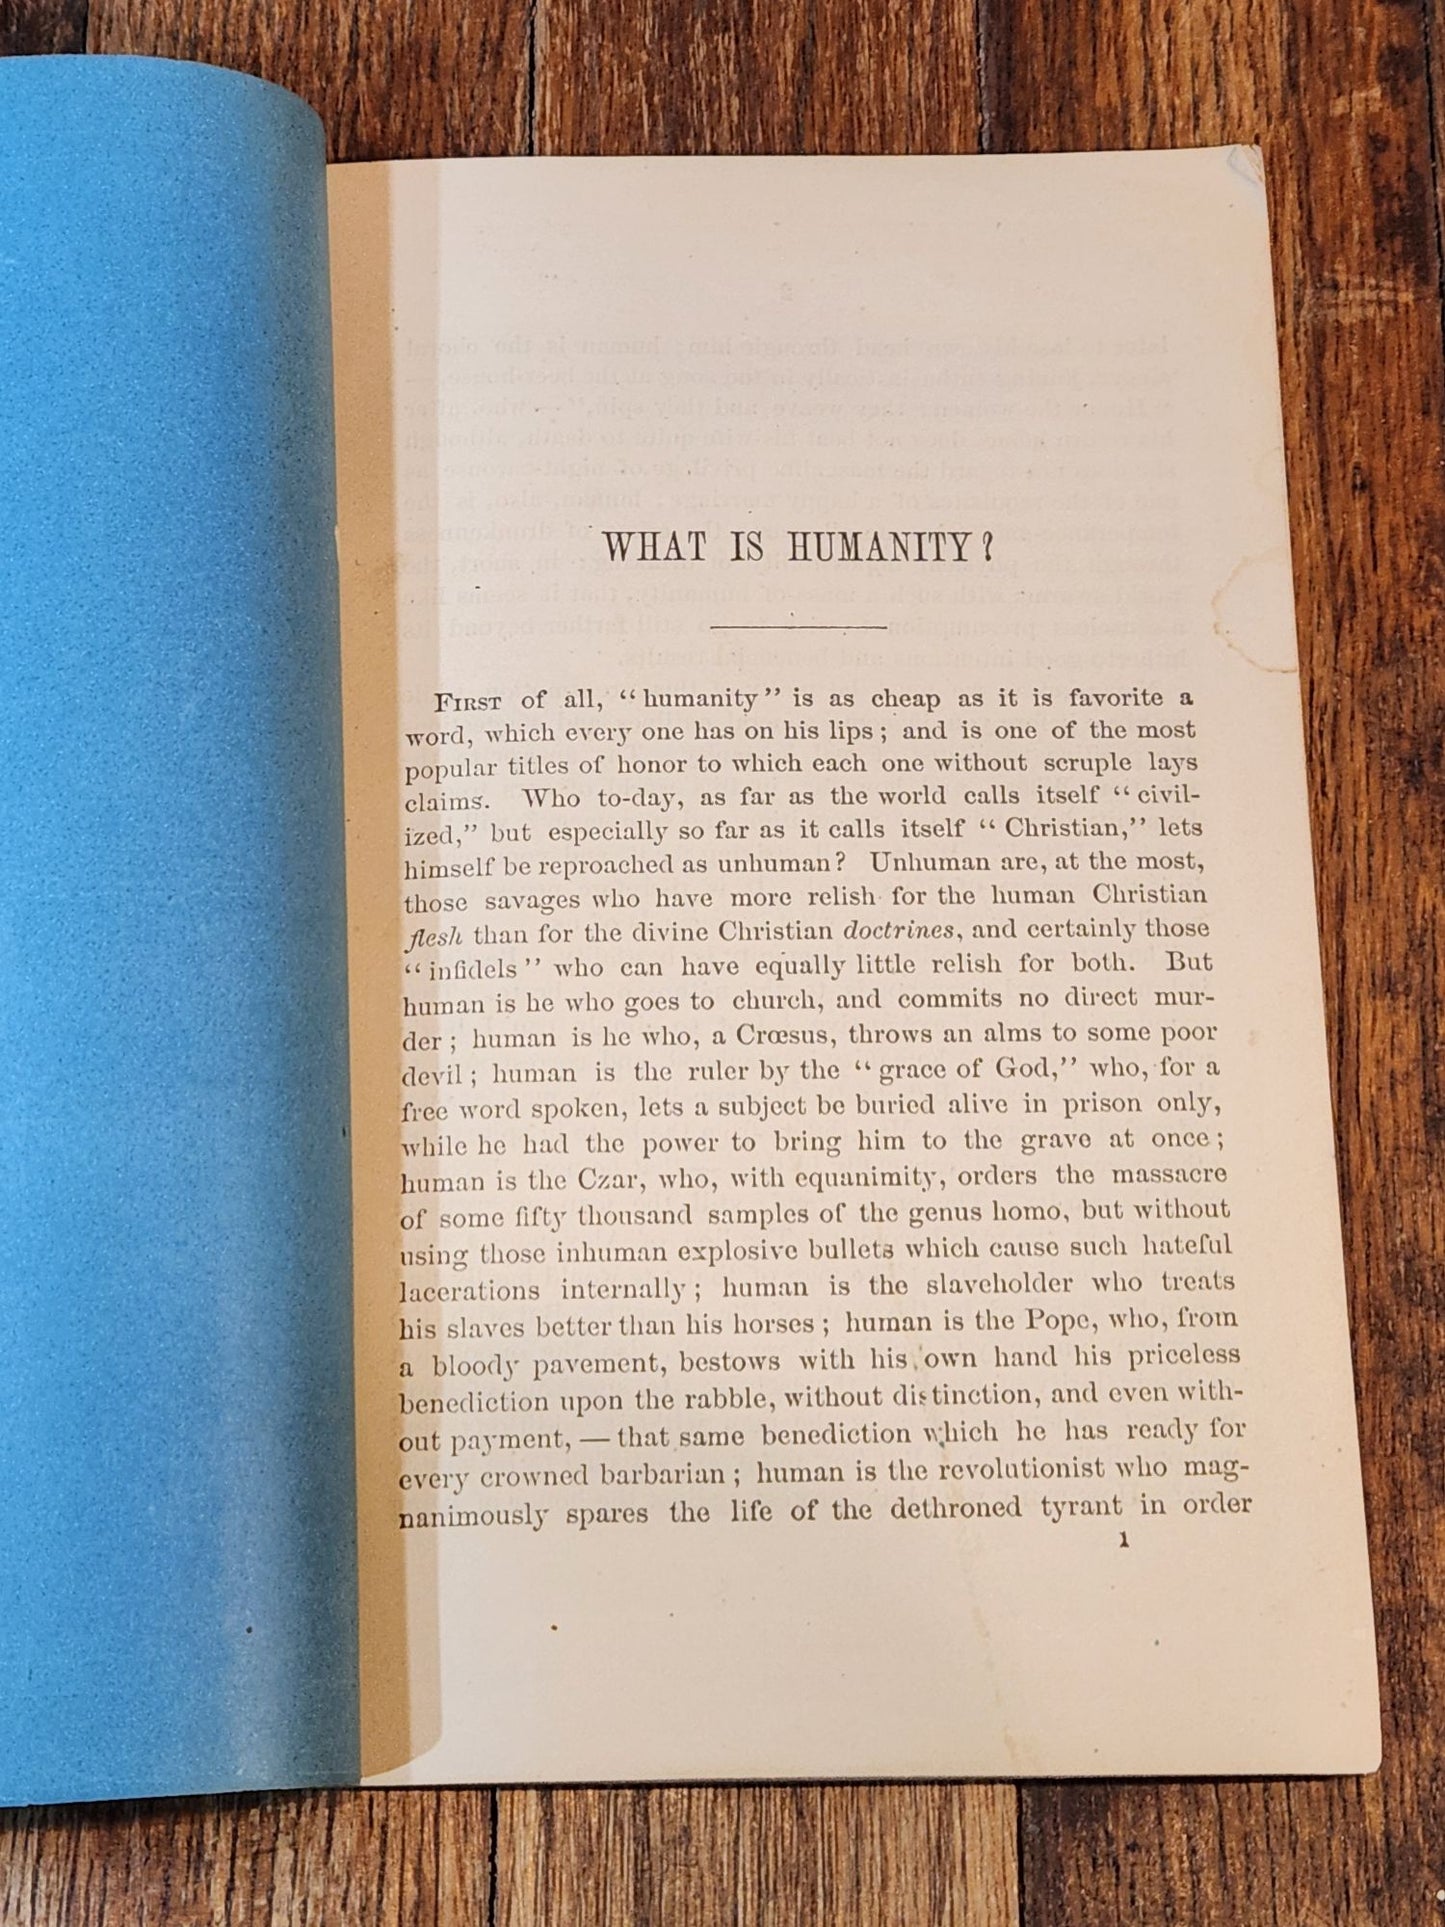 WHAT IS HUMANITY?
FIRST of all, "humanity" is as cheap as it is favorite a
word, which every one has on his lips; and is one of the most
popular titles of honor to which each one without scruple lays
claims. Who to-day, as far as the world calls itself "civil-
ized," but especially so far as it calls itself "Christian," lets
himself be reproached as unhuman? Unhuman are, at the most,
those savages who have more relish for the human Christian
flesh than for the divine Christian doctrines, and certainly those
"infidels" who can have equally little relish for both. But
human is he who goes to church, and commits no direct mur-
der; human is he who, a Crœsus, throws an alms to some poor
devil; human is the ruler by the "grace of God," who, for a
free word spoken, lets a subject be buried alive in prison only,
while he had the power to bring him to the grave at once;
human is the Czar, who, with equanimity, orders the massacre
of some fifty thousand samples of the genus homo, but without
using those inhuman explosive bullets which cause such hateful
lacerations internally; human is the slaveholder who treats
his slaves better than his horses; human is the Pope, who, from
a bloody pavement, bestows with his own hand his priceless
benediction upon the rabble, without distinction, and even with-
out payment, — that same benediction which he has ready for
every crowned barbarian; human is the revolutionist who mag-
nanimously spares the life of the dethroned tyrant in order
1